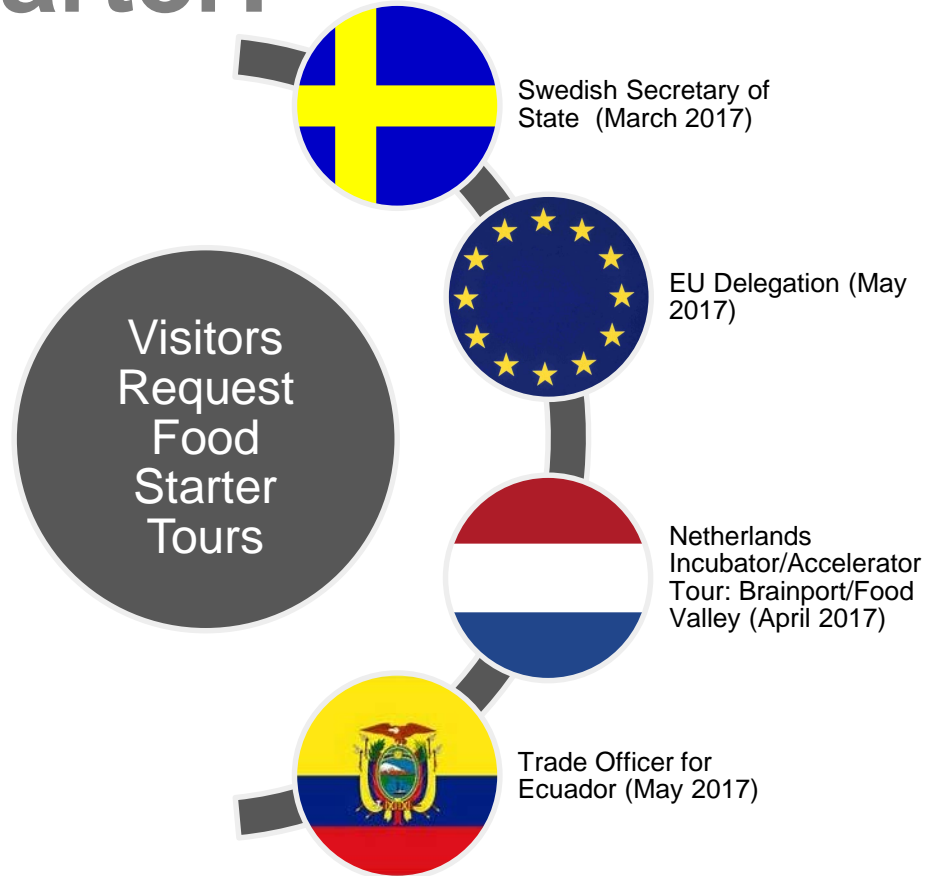 Swedish Secretary of
State  (March 2017)
EU Delegation (May
2017)
Visitors
Request
Food
Starter
Tours
Netherlands
Incubator/Accelerator
Tour: Brainport/Food
Valley (April 2017)
Trade Officer for
Ecuador (May 2017)